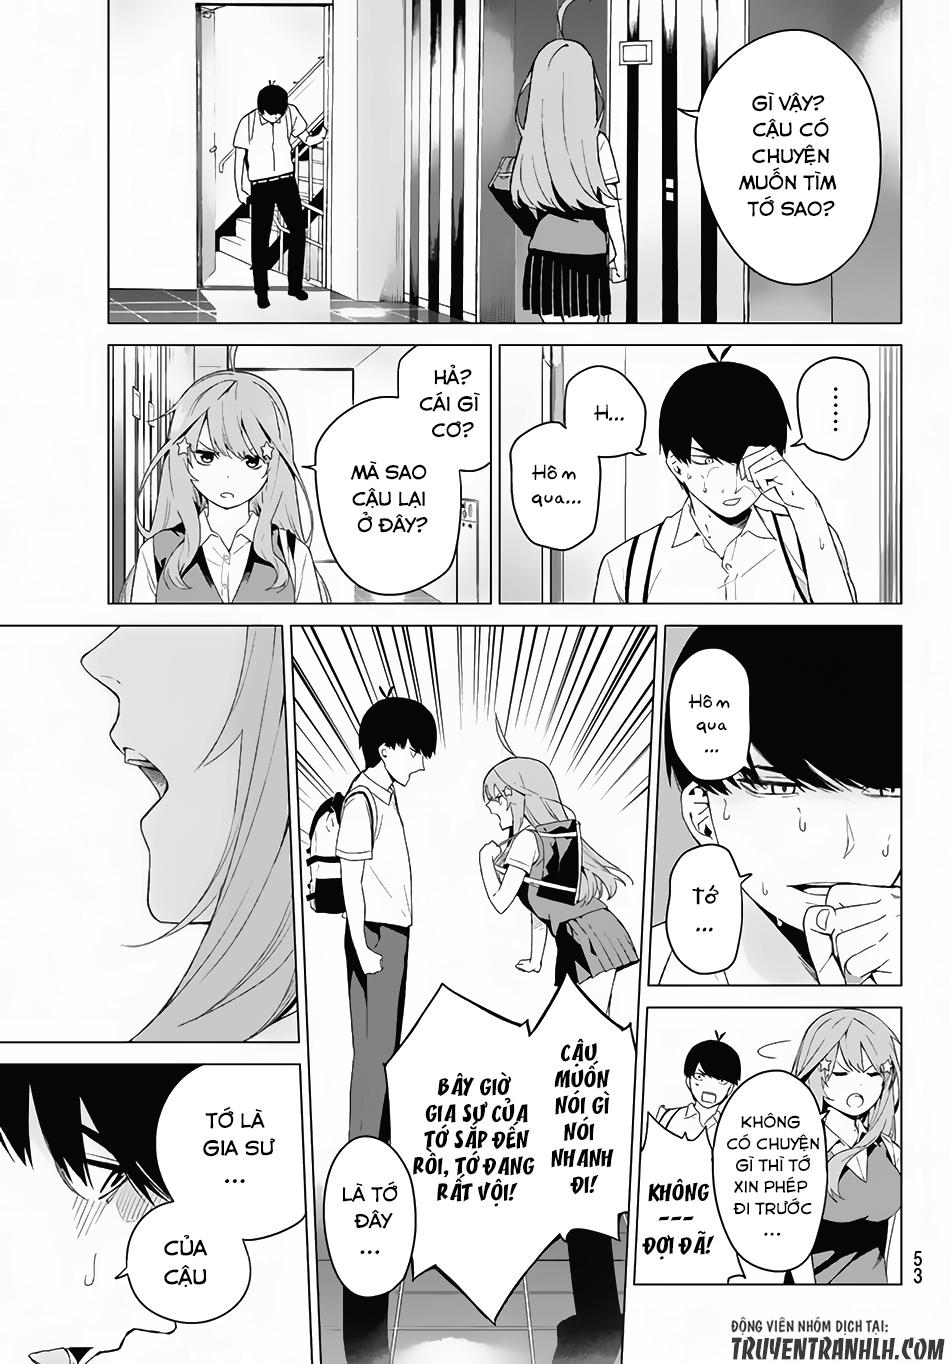 GÌ VẬY?
CẬU CÓ
CHUYỆN
MUỐN TÌM
TỚ SAO?
......
H...
Hôm
qua...
HẢ?
CÁI GÌ
CƠ?
MÀ SAO
CẬU LẠI
Ở ĐÂY?
Hôm
qua
...
Tớ
...
KHÔNG
CÓ CHUYỆN
GÌ THÌ TỚ
XIN PHÉP
ĐI TRƯỚC
...
KHÔNG
---
ĐỢI ĐÃ!
CẬU
MUỐN
NÓI GÌ
NÓI
NHANH
ĐI!
BÂY GIỜ
GIA SƯ CỦA
TỚ SẮP ĐẾN
RỒI, TỚ ĐANG
RẤT VỘI!
LÀ TỚ
ĐÂY
...
TỚ LÀ
GIA SƯ
...
CỦA
CẬU
53
ĐỘNG VIÊN NHÓM DỊCH TẠI:
TRUYENTRANHLH.COM